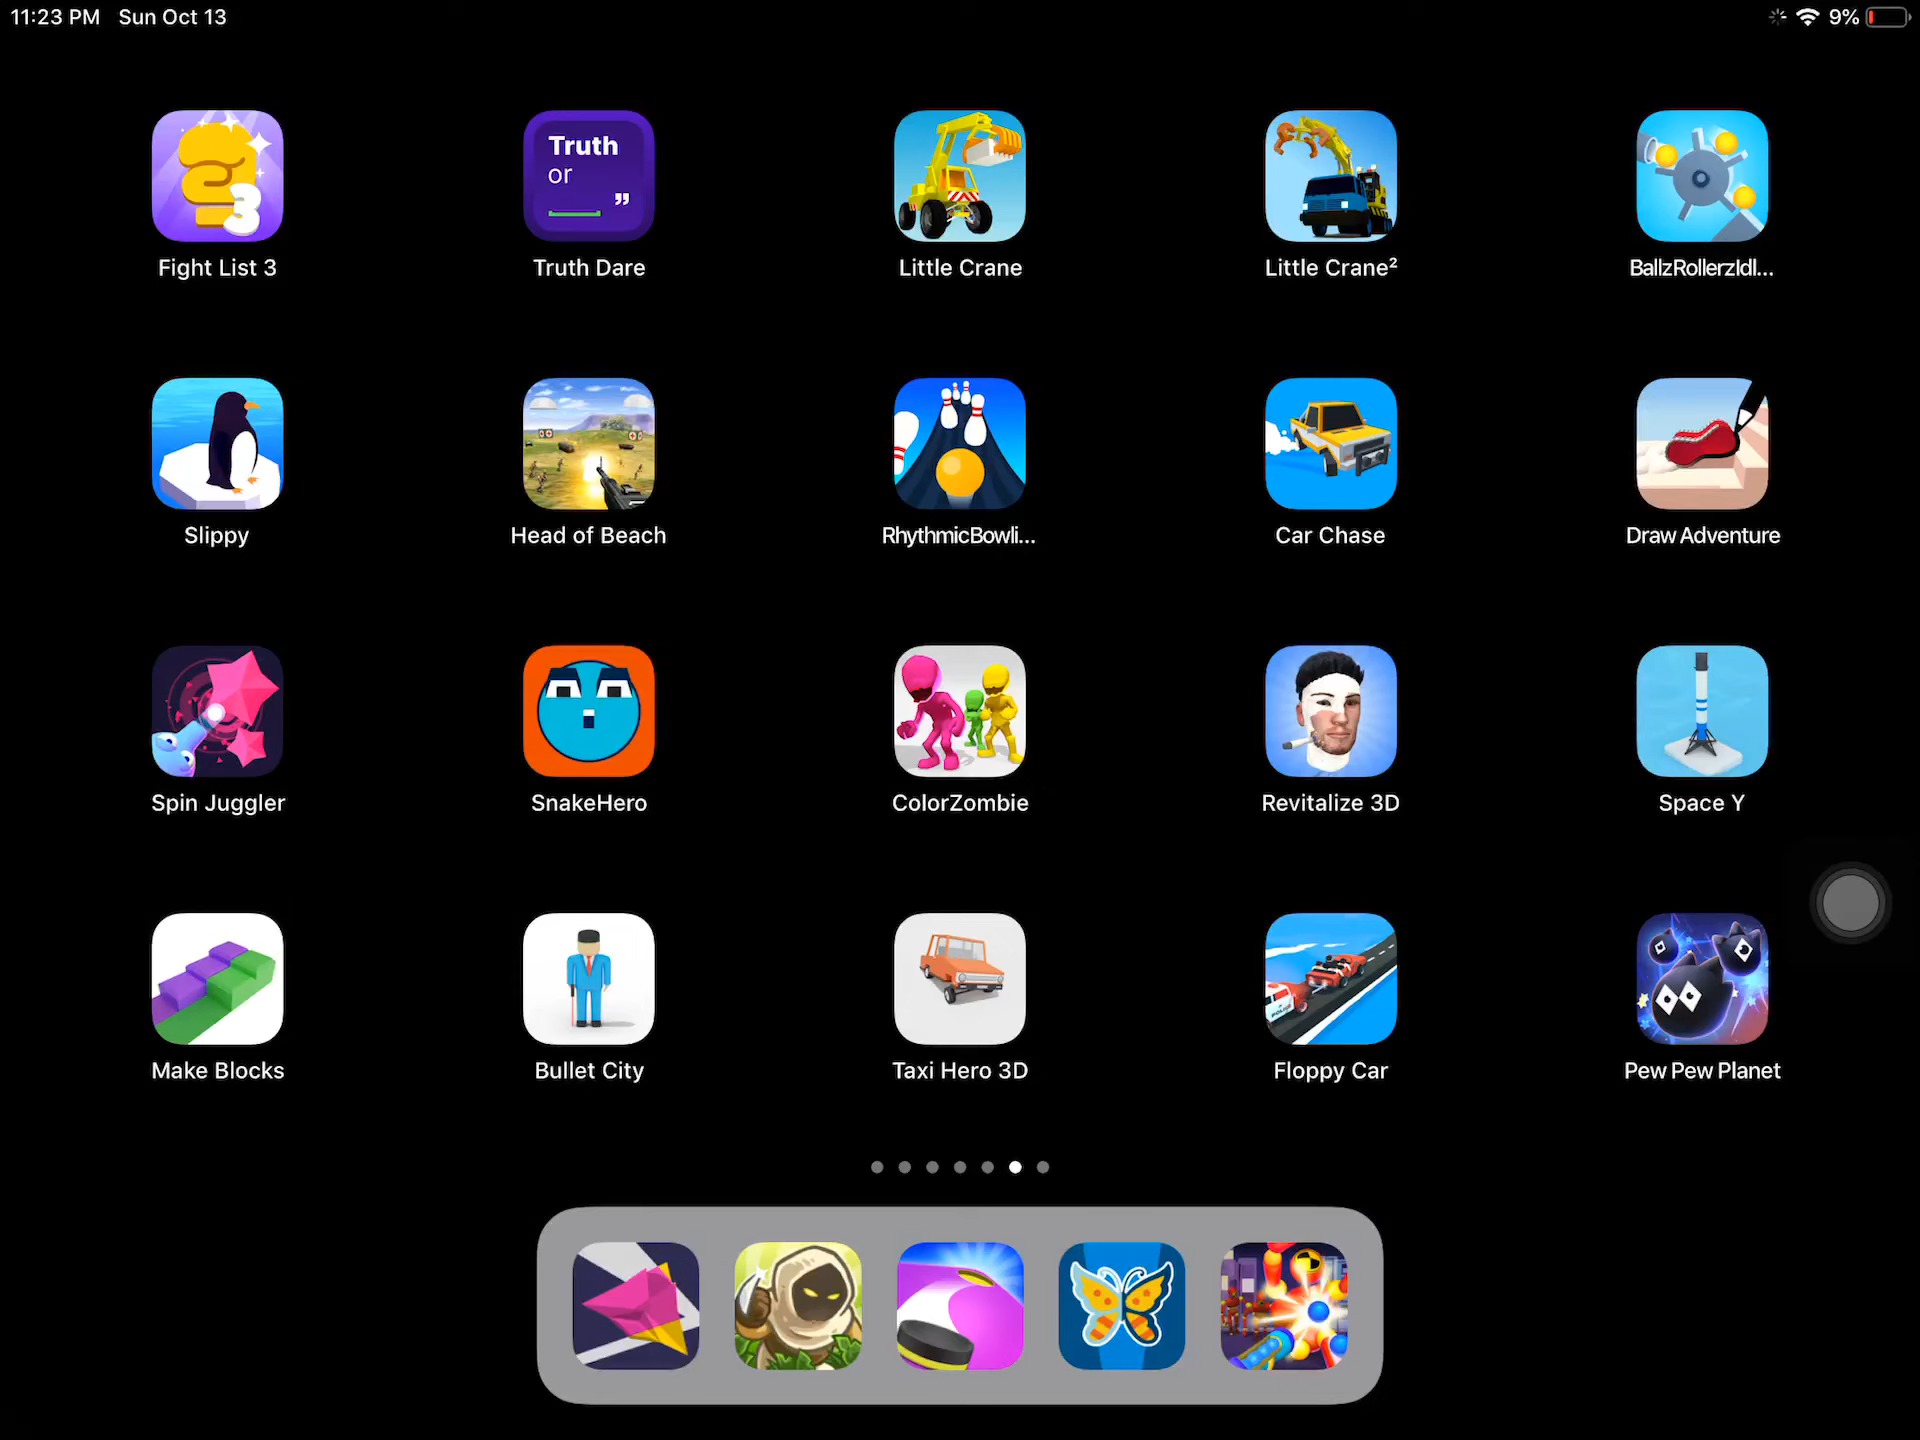 11:23 PM Sun Oct 13
9%
3
Truth
or
”
Fight List 3
Truth Dare
Little Crane
Little Crane²
BallzRollerzIdl...
Slippy
Head of Beach
RhythmicBowli...
Car Chase
Draw Adventure
Spin Juggler
SnakeHero
ColorZombie
Revitalize 3D
Space Y
POLICE
Make Blocks
Bullet City
Taxi Hero 3D
Floppy Car
Pew Pew Planet